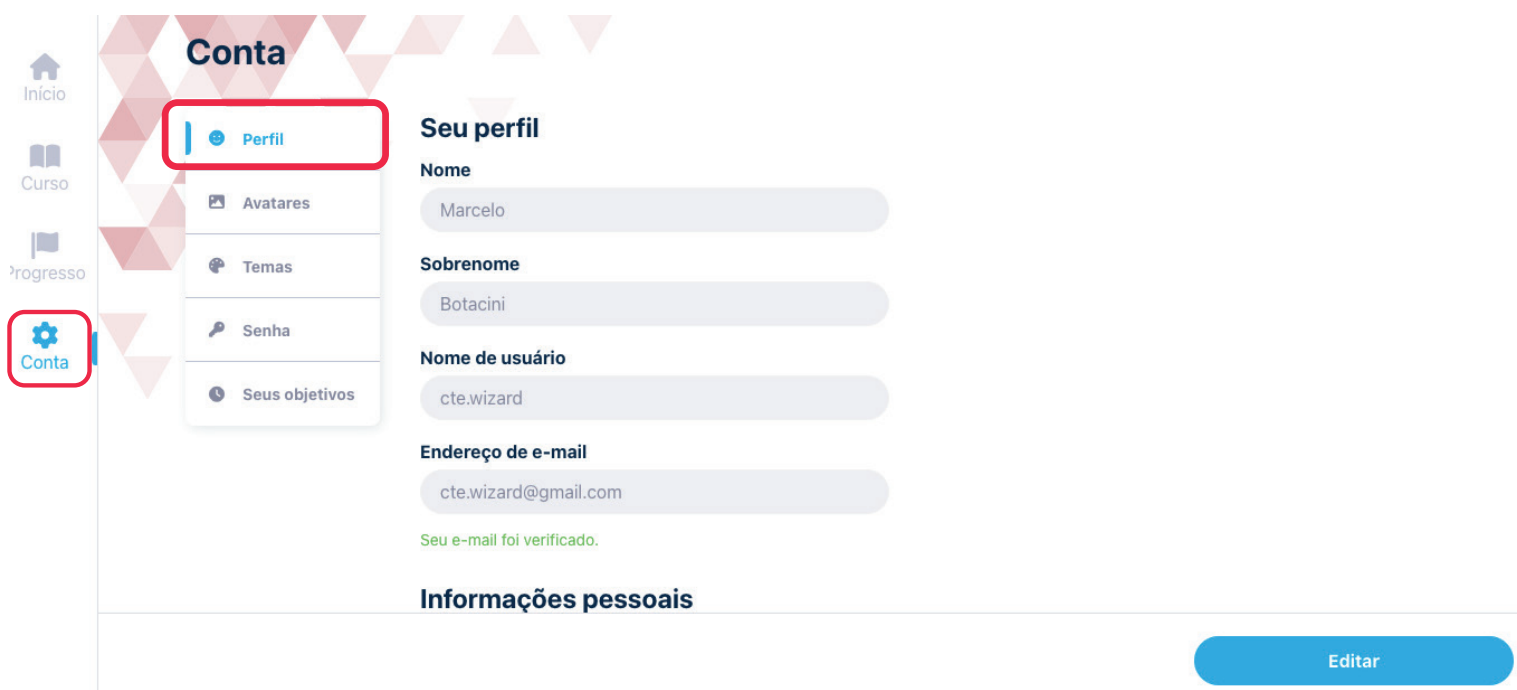 Início
Curso
Progresso
Conta
Conta
Perfil
Avatares
Temas
Senha
Seus objetivos
Seu perfil
Nome
Marcelo
Sobrenome
Botacini
Nome de usuário
cte.wizard
Endereço de e-mail
cte.wizard@gmail.com
Seu e-mail foi verificado.
Informações pessoais
Editar